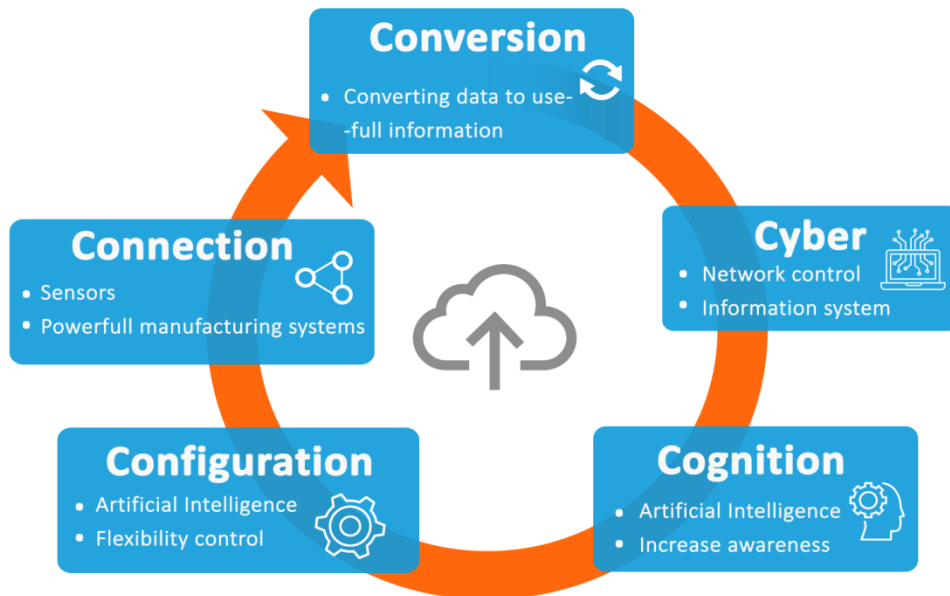 Conversion
• Converting data to use-
-full information
Cyber
• Network control
• Information system
Cognition
• Artificial Intelligence
• Increase awareness
Configuration
• Artificial Intelligence
• Flexibility control
Connection
• Sensors
• Powerfull manufacturing systems